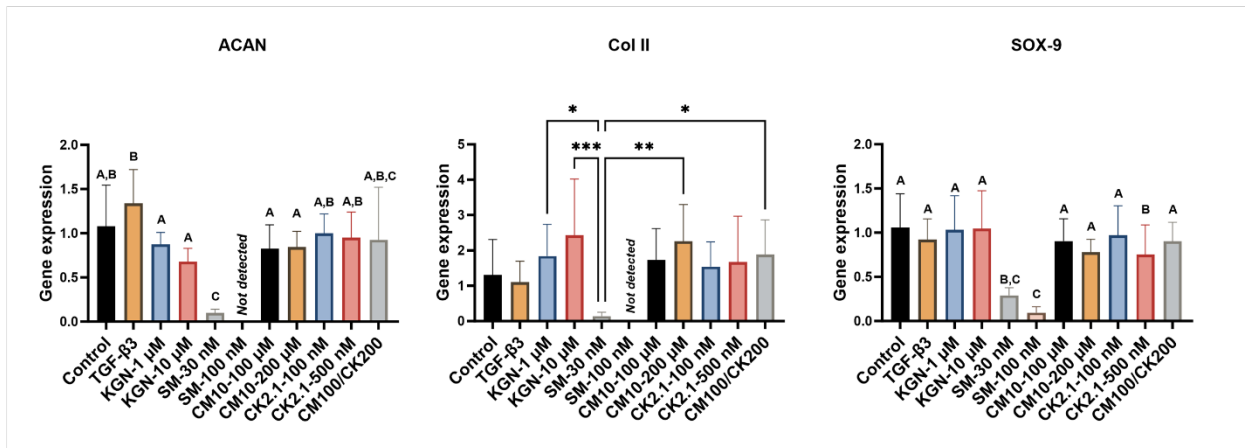 ACAN
Gene expression
2.0
1.5
1.0
0.5
0.0
A,B
B
A
A
C
Not detected
A
A
A,B
A,B
A,B,C
Control
TGF-β3
KGN-1 μM
KGN-10 μM
SM-30 nM
SM-100 nM
CM10-100 μM
CM10-200 μM
CK2.1-100 nM
CK2.1-500 nM
CM100/CK200
Col II
Gene expression
5
4
3
2
1
0
*
*
***
**
Not detected
Control
TGF-β3
KGN-1 μM
KGN-10 μM
SM-30 nM
SM-100 nM
CM10-100 μM
CM10-200 μM
CK2.1-100 nM
CK2.1-500 nM
CM100/CK200
SOX-9
Gene expression
2.0
1.5
1.0
0.5
0.0
A
A
A
A
B,C
C
A
A
A
B
A
Control
TGF-β3
KGN-1 μM
KGN-10 μM
SM-30 nM
SM-100 nM
CM10-100 μM
CM10-200 μM
CK2.1-100 nM
CK2.1-500 nM
CM100/CK200